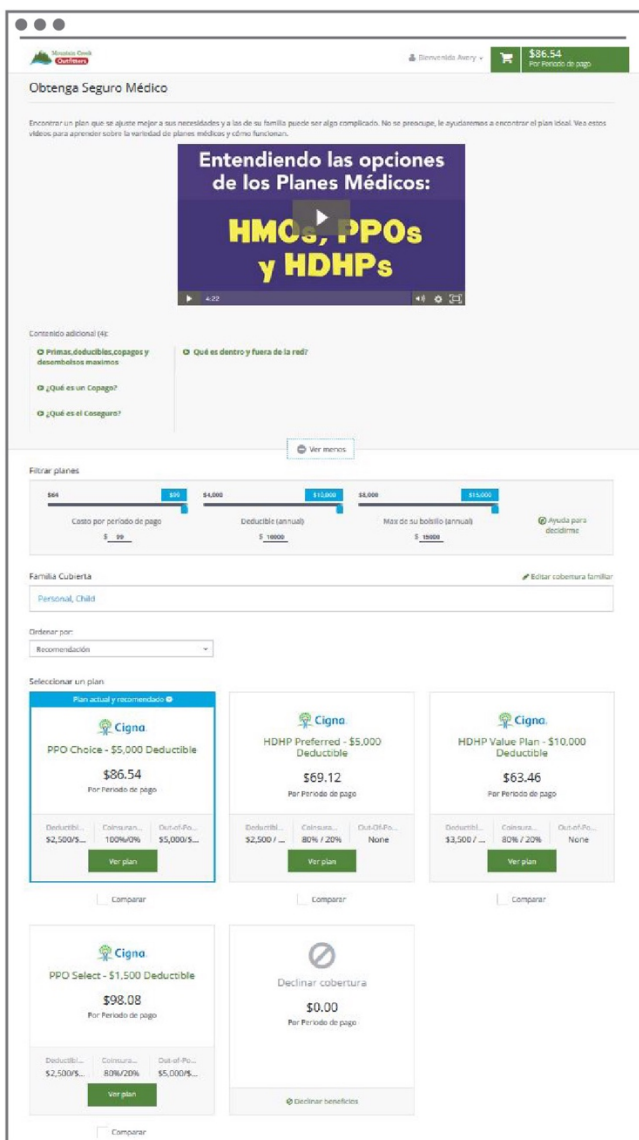 Mountain Creek
Outfitters
Bienvenida Avery
$86.54
Por Periodo de pago
Obtenga Seguro Médico
Encontrar un plan que se ajuste mejor a sus necesidades y a las de su familia puede ser algo complicado. No se preocupe, le ayudaremos a encontrar el plan ideal. Vea estos
videos para aprender sobre la variedad de planes médicos y cómo funcionan.
Entendiendo las opciones
de los Planes Médicos:
HMOs, PPOs
y HDHPs
4:22
Contenido adicional (4):
Primas,deducibles,copagos y
desembolsos maximos
Qué es dentro y fuera de la red?
¿Qué es un Copago?
¿Qué es el Coseguro?
Ver menos
Filtrar planes
$64 $99 $4,000 $10,000 $8,000 $15,000
Costo por período de pago Deducible (annual) Max de su bolsillo (annual)
Ayuda para
decidirme
$ 99 $ 10000 $ 15000
Familia Cubierta
Editar cobertura familiar
Personal, Child
Ordenar por:
Recomendación
Seleccionar un plan
Plan actual y recomendado
Cigna.
PPO Choice - $5,000 Deductible
$86.54
Por Periodo de pago
Deductibl... Coinsuran... Out-of-Po...
$2,500/$... 100%/0% $5,000/$...
Ver plan
Comparar
Cigna.
HDHP Preferred - $5,000
Deductible
$69.12
Por Periodo de pago
Deductibl... Coinsura... Out-Of-Po...
$2,500 / ... 80% / 20% None
Ver plan
Comparar
Cigna.
HDHP Value Plan - $10,000
Deductible
$63.46
Por Periodo de pago
Deductibl... Coinsura... Out-of-Po...
$3,500 / ... 80% / 20% None
Ver plan
Comparar
Cigna.
PPO Select - $1,500 Deductible
$98.08
Por Periodo de pago
Deductibl... Coinsura... Out-of-Po...
$2,500/$... 80%/20% $5,000/$...
Ver plan
Comparar
Declinar cobertura
$0.00
Por Periodo de pago
Declinar beneficios